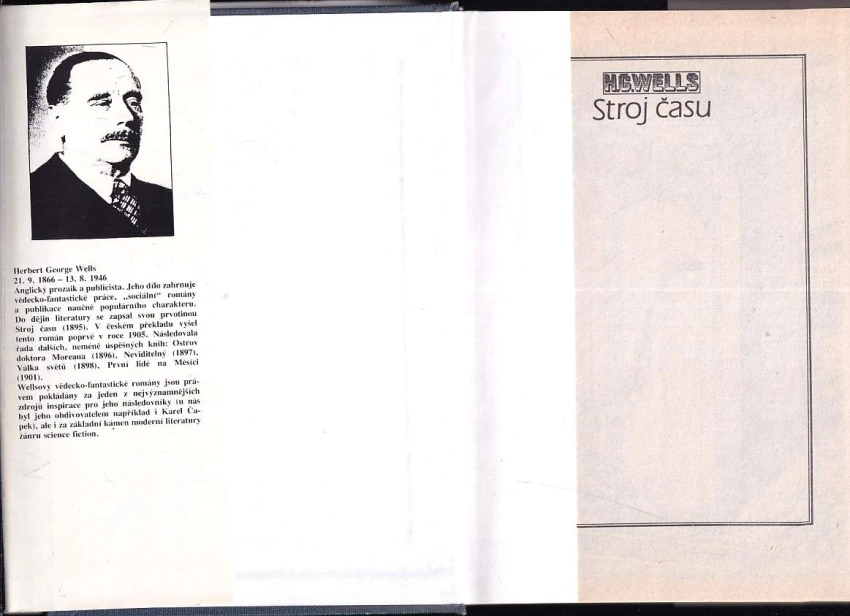 Herbert George Wells
21. 9. 1866 – 13. 8. 1946
Anglický prozaik a publicista. Jeho dílo zahrnuje
vědecko-fantastické práce, „sociální“ romány
a publikace naučně populárního charakteru.
Do dějin literatury se zapsal svou prvotinou
Stroj času (1895). V českém překladu vyšel
tento román poprvé v roce 1905. Následovala
řada dalších, neméně úspěšných knih: Ostrov
doktora Moreaua (1896), Neviditelný (1897),
Válka světů (1898), První lidé na Měsíci
(1901).
Wellsovy vědecko-fantastické romány jsou prá-
vem pokládány za jeden z nejvýznamnějších
zdrojů inspirace pro jeho následovníky (u nás
byl jeho obdivovatelem například i Karel Ča-
pek), ale i za základní kámen moderní literatury
žánru science fiction.
H.G.WELLS
Stroj času